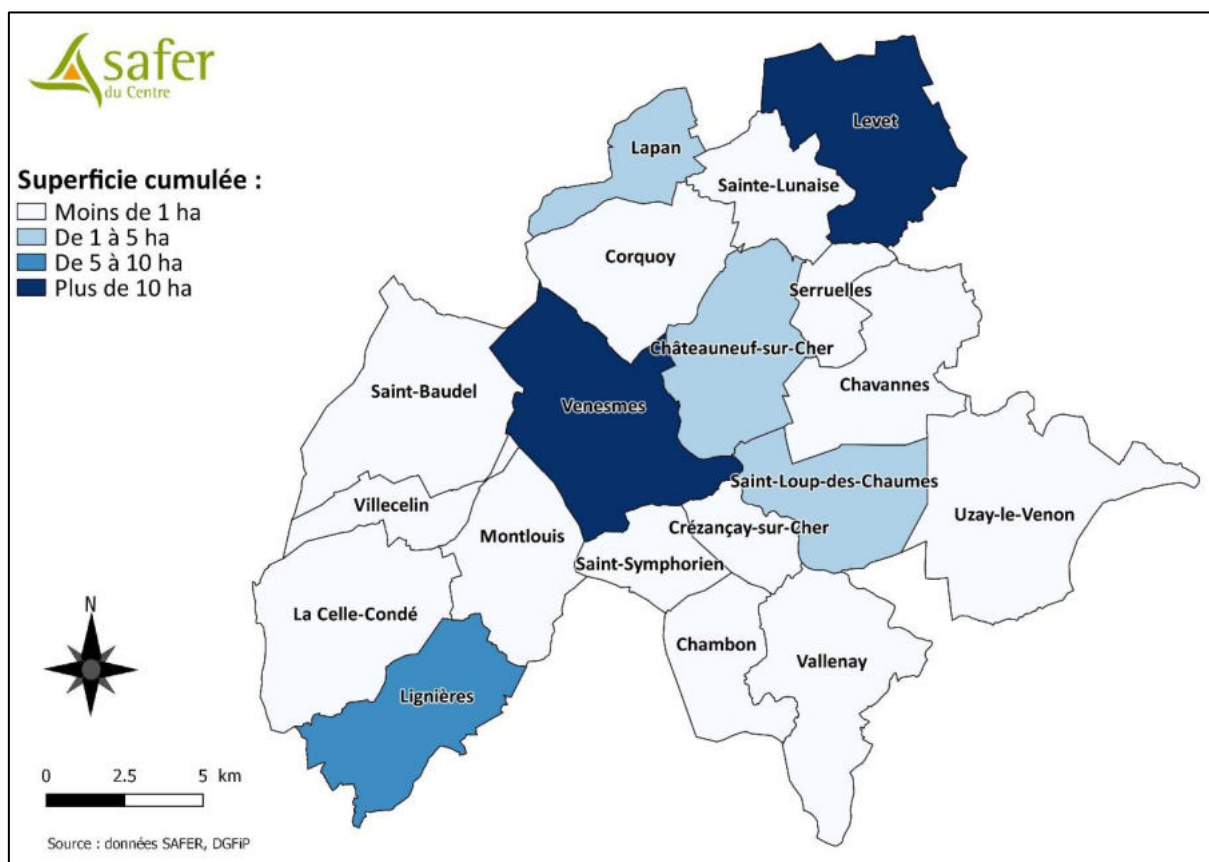 safer
du Centre
Superficie cumulée :
Moins de 1 ha
De 1 à 5 ha
De 5 à 10 ha
Plus de 10 ha
Levet
Lapan
Sainte-Lunaise
Corquoy
Serruelles
Châteauneuf-sur-Cher
Chavannes
Saint-Baudel
Venesmes
Saint-Loup-des-Chaumes
Villecelin
Uzay-le-Venon
Crézançay-sur-Cher
Montlouis
Saint-Symphorien
La Celle-Condé
Chambon
Vallenay
Lignières
N
0 2.5 5 km
Source : données SAFER, DGFiP